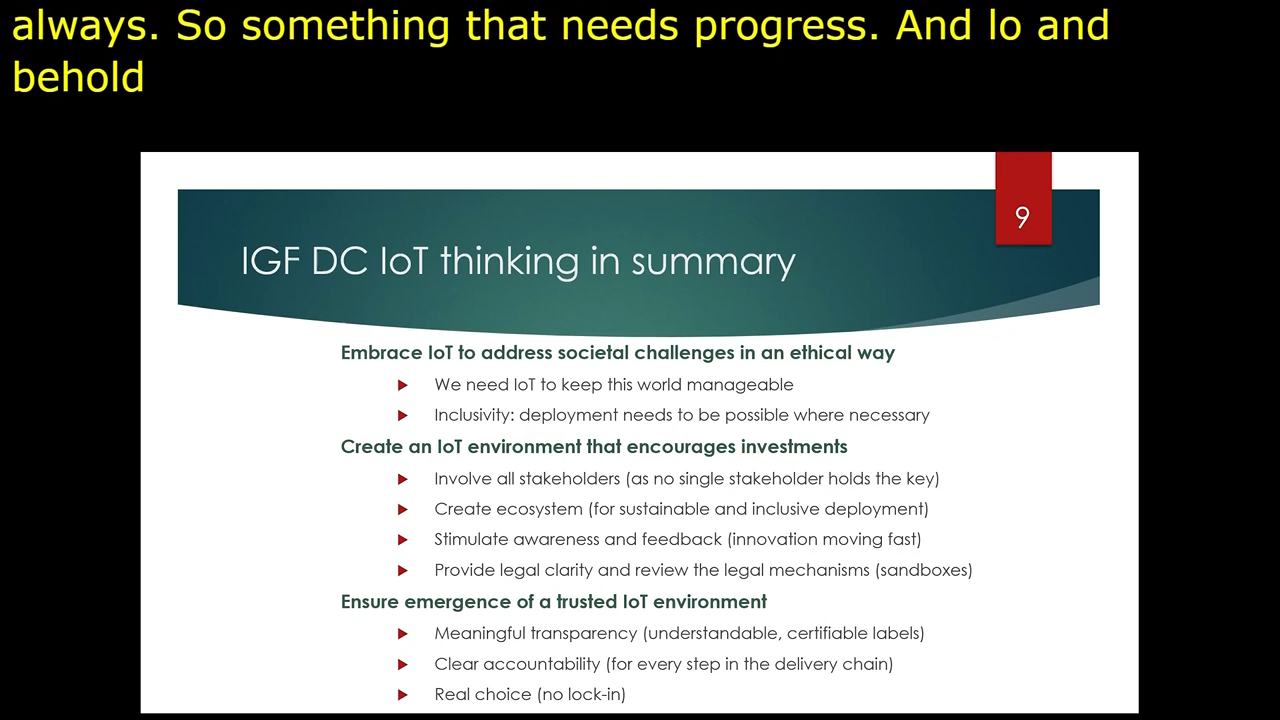 always. So something that needs progress. And lo and
behold
9
IGF DC IoT thinking in summary
Embrace IoT to address societal challenges in an ethical way
We need IoT to keep this world manageable
Inclusivity: deployment needs to be possible where necessary
Create an IoT environment that encourages investments
Involve all stakeholders (as no single stakeholder holds the key)
Create ecosystem (for sustainable and inclusive deployment)
Stimulate awareness and feedback (innovation moving fast)
Provide legal clarity and review the legal mechanisms (sandboxes)
Ensure emergence of a trusted IoT environment
Meaningful transparency (understandable, certifiable labels)
Clear accountability (for every step in the delivery chain)
Real choice (no lock-in)